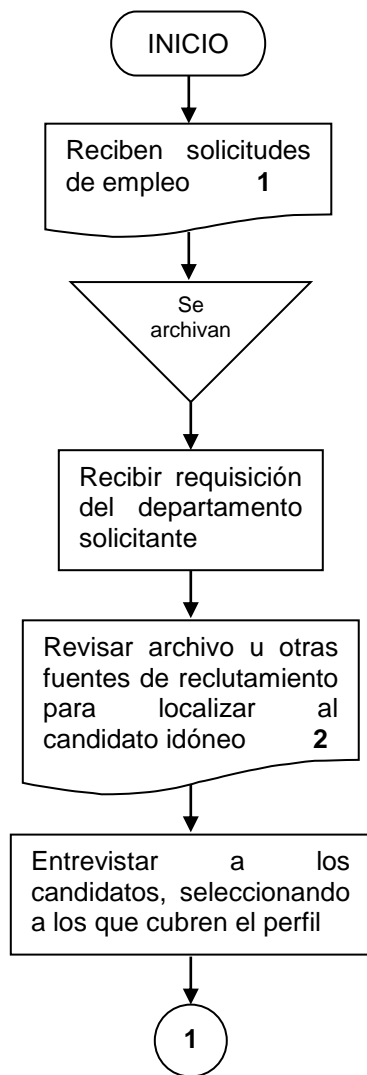 INICIO
Reciben solicitudes
de empleo 1
Se
archivan
Recibir requisición
del departamento
solicitante
Revisar archivo u otras
fuentes de reclutamiento
para localizar al
candidato idóneo 2
Entrevistar a los
candidatos, seleccionando
a los que cubren el perfil
1